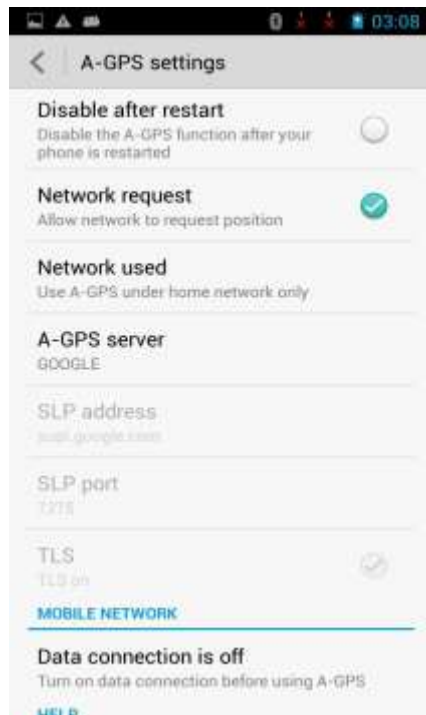 03:08
A-GPS settings
Disable after restart
Disable the A-GPS function after your
phone is restarted
Network request
Allow network to request position
Network used
Use A-GPS under home network only
A-GPS server
GOOGLE
SLP address
supl.google.com
SLP port
7275
TLS
TLS on
MOBILE NETWORK
Data connection is off
Turn on data connection before using A-GPS
HELP